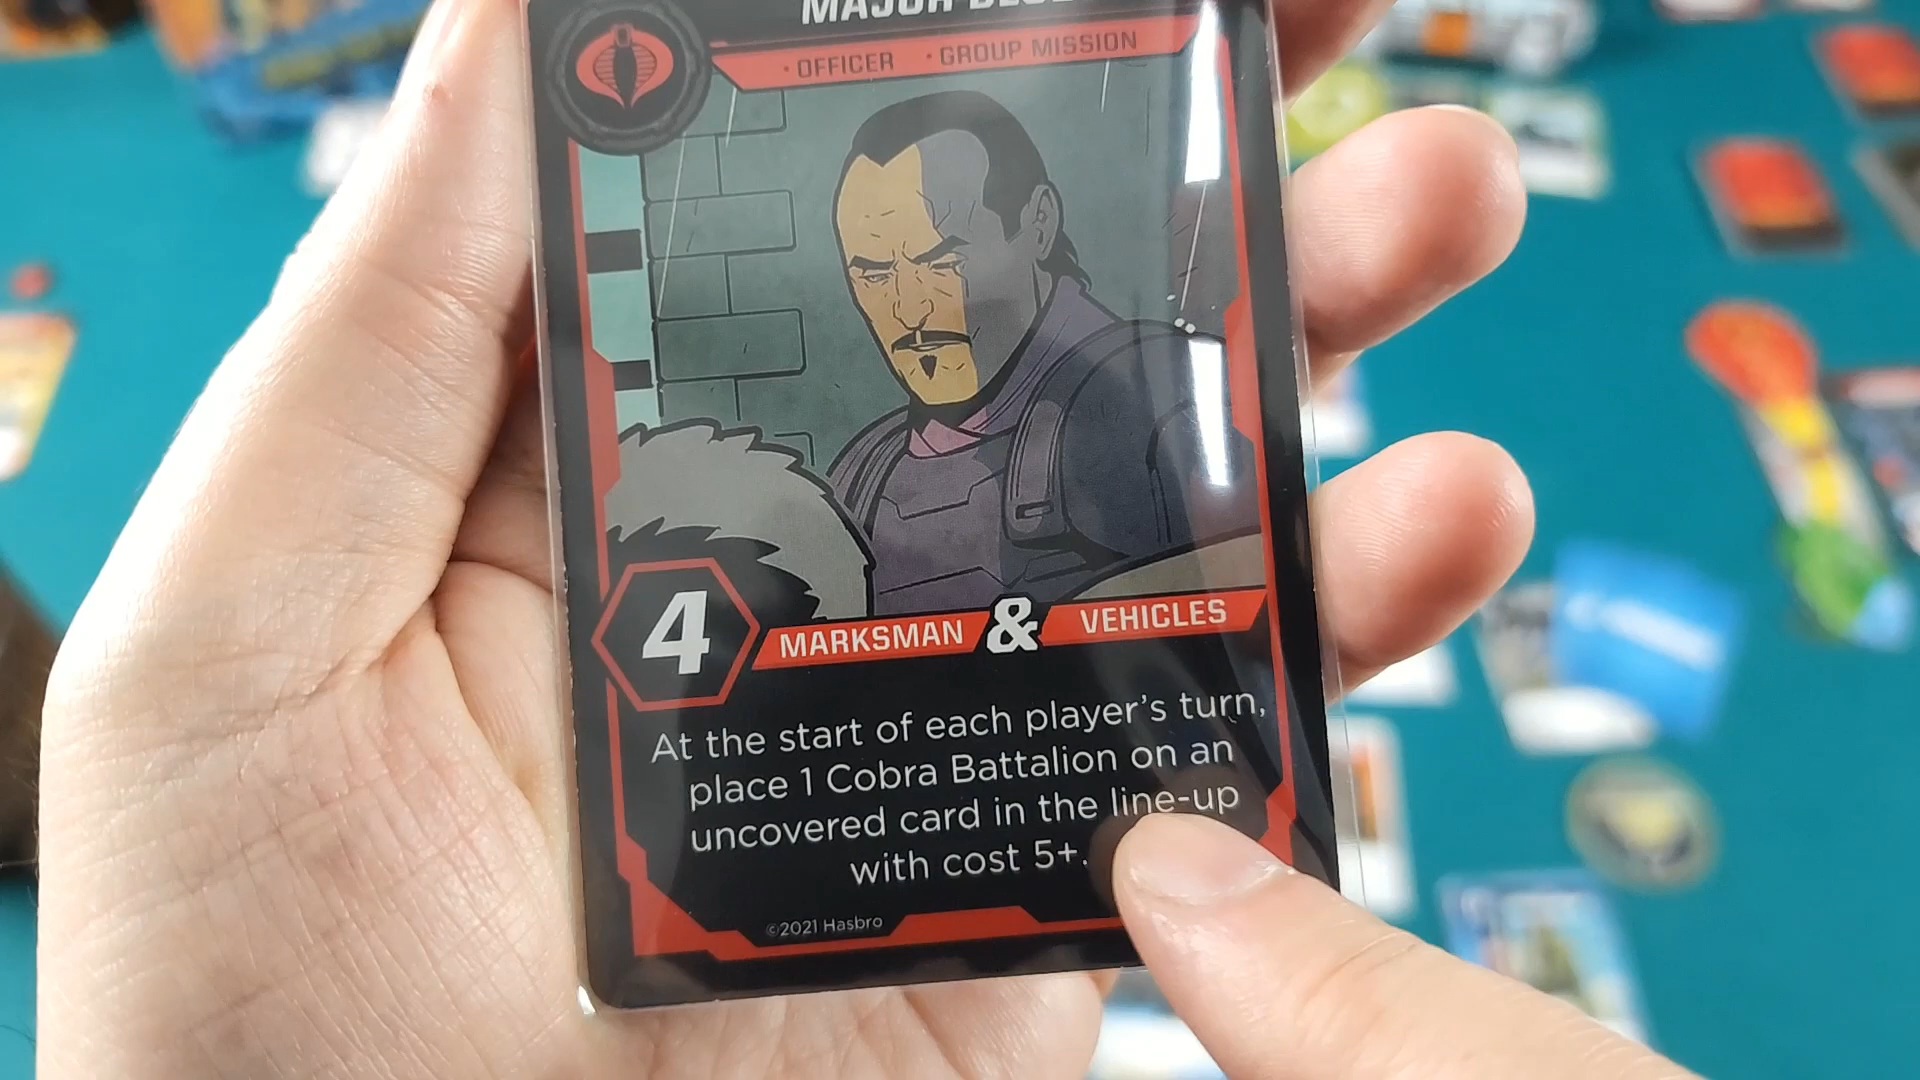 MAJOR
• OFFICER • GROUP MISSION
4 MARKSMAN & VEHICLES
At the start of each player's turn,
place 1 Cobra Battalion on an
uncovered card in the line-up
with cost 5+.
©2021 Hasbro